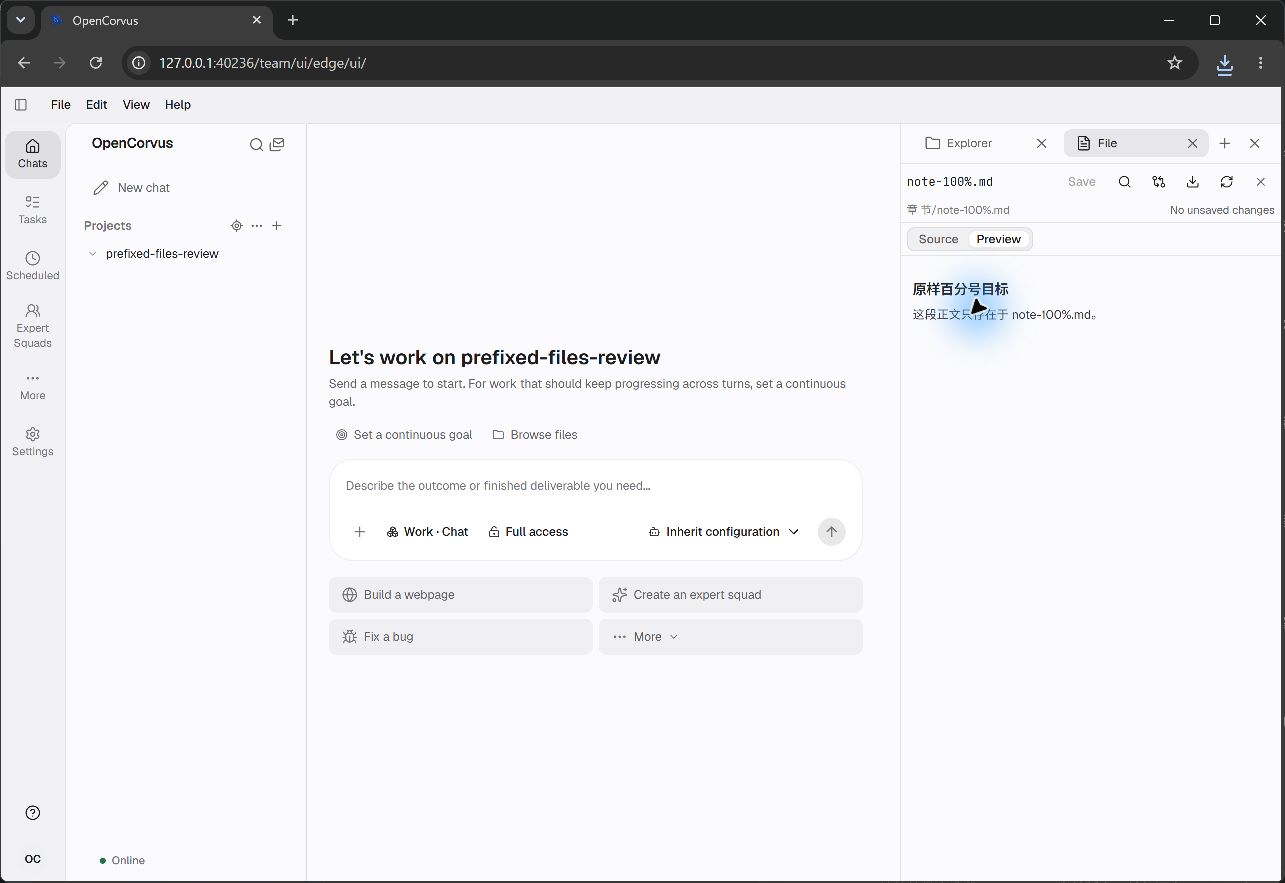 OpenCorvus
127.0.0.1:40236/team/ui/edge/ui/
File Edit View Help
Chats
Tasks
Scheduled
Expert
Squads
More
Settings
OC
OpenCorvus
New chat
Projects
prefixed-files-review
Online
Let's work on prefixed-files-review
Send a message to start. For work that should keep progressing across turns, set a continuous
goal.
Set a continuous goal Browse files
Describe the outcome or finished deliverable you need...
Work · Chat Full access Inherit configuration
Build a webpage Create an expert squad
Fix a bug More
Explorer File
note-100%.md Save
章 节/note-100%.md No unsaved changes
Source Preview
原样百分号目标
这段正文只存在于 note-100%.md。